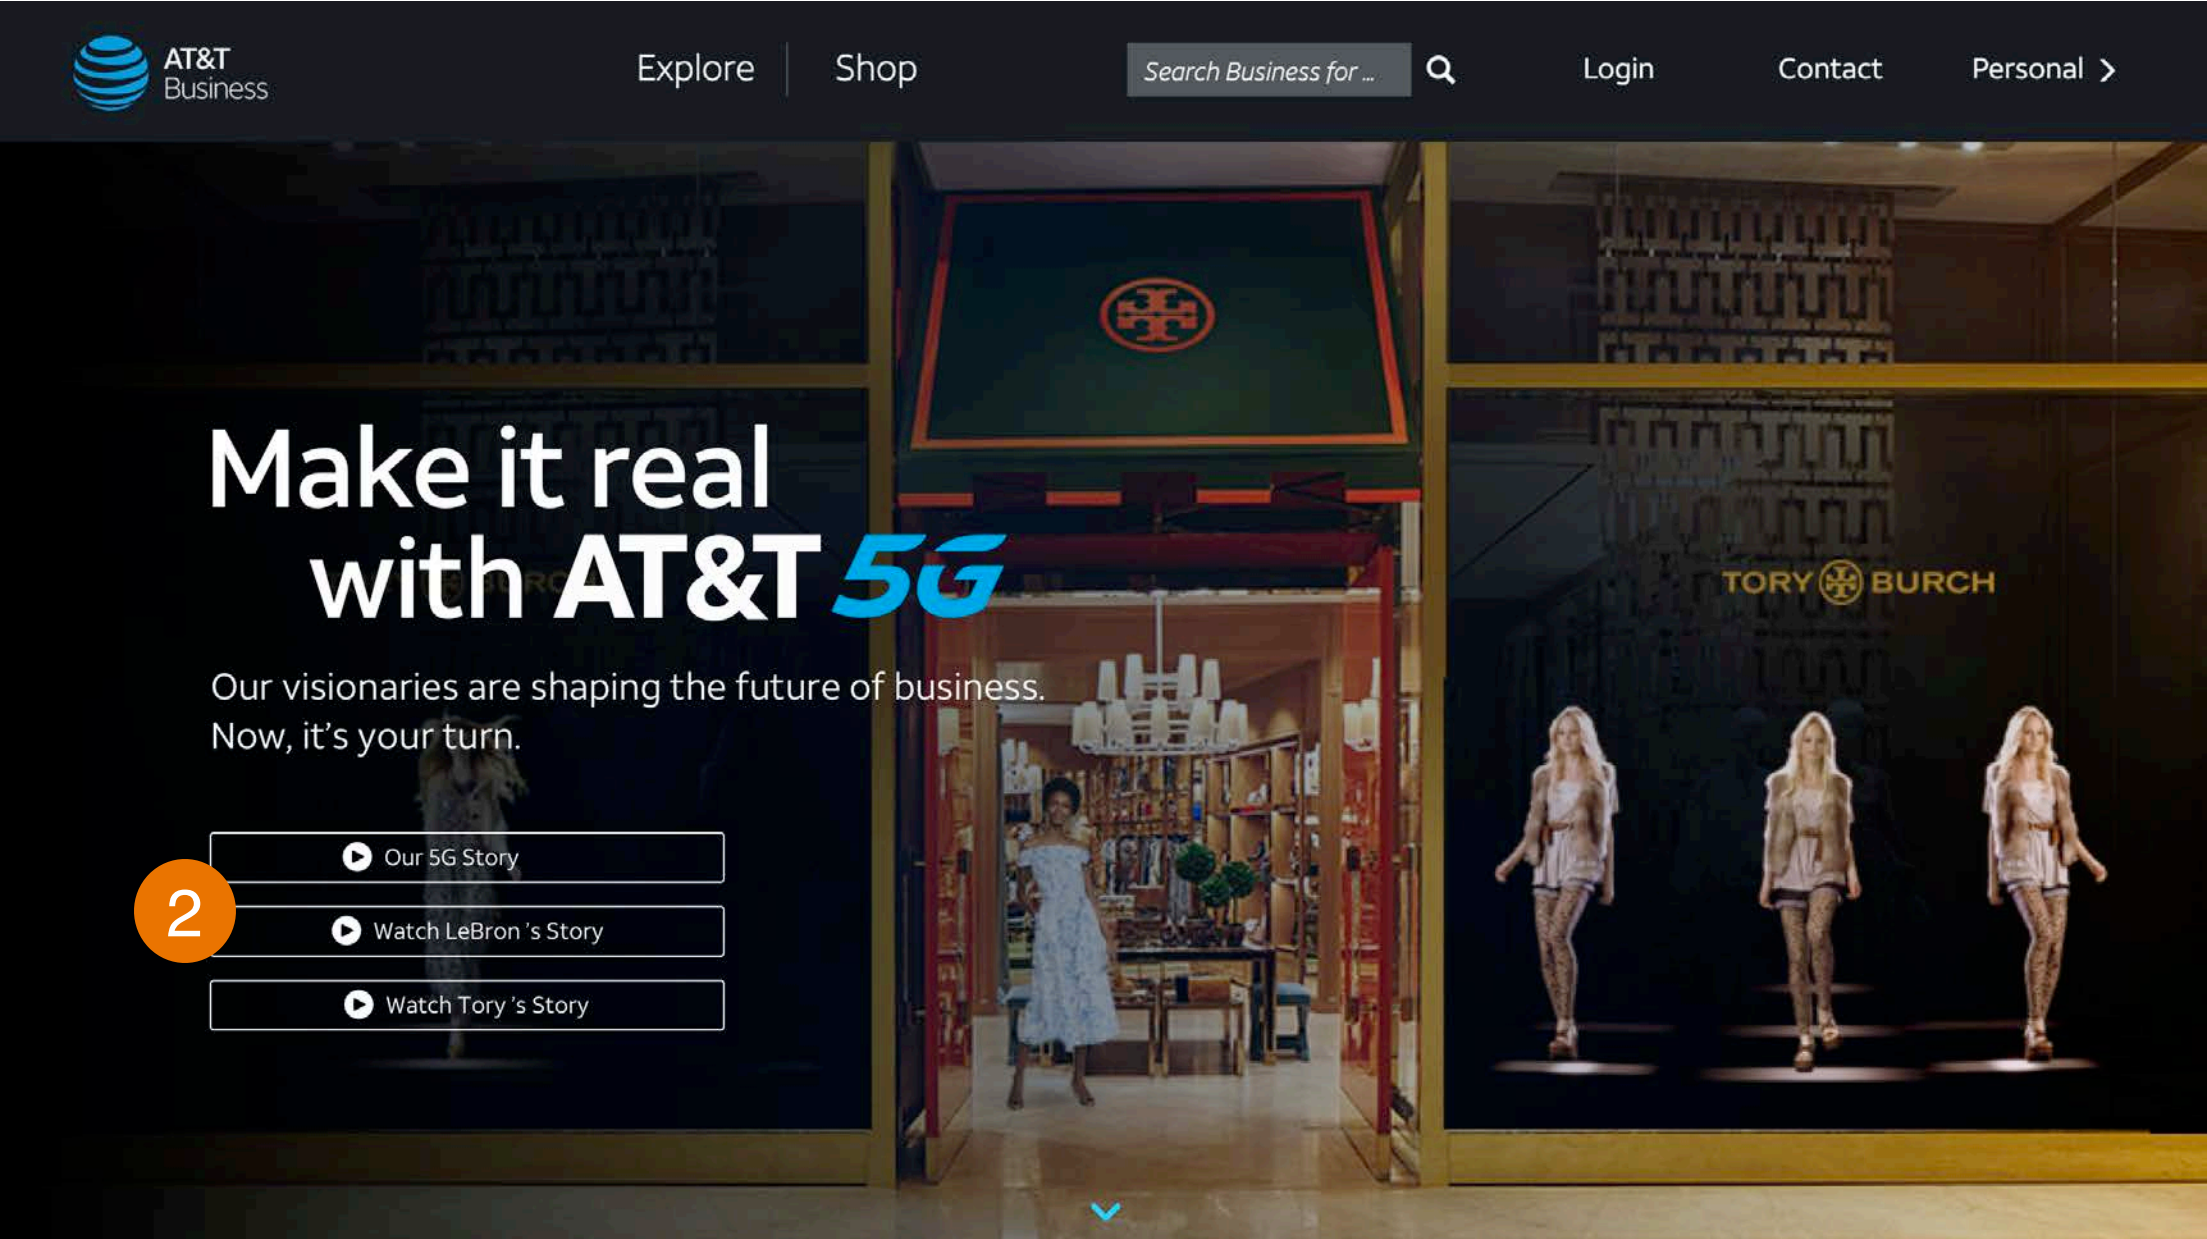 AT&T
Business
Explore
Shop
Search Business for ...
Login
Contact
Personal
Make it real
with AT&T 5G
TORY BURCH
Our visionaries are shaping the future of business.
Now, it's your turn.
Our 5G Story
2
Watch LeBron 's Story
Watch Tory 's Story